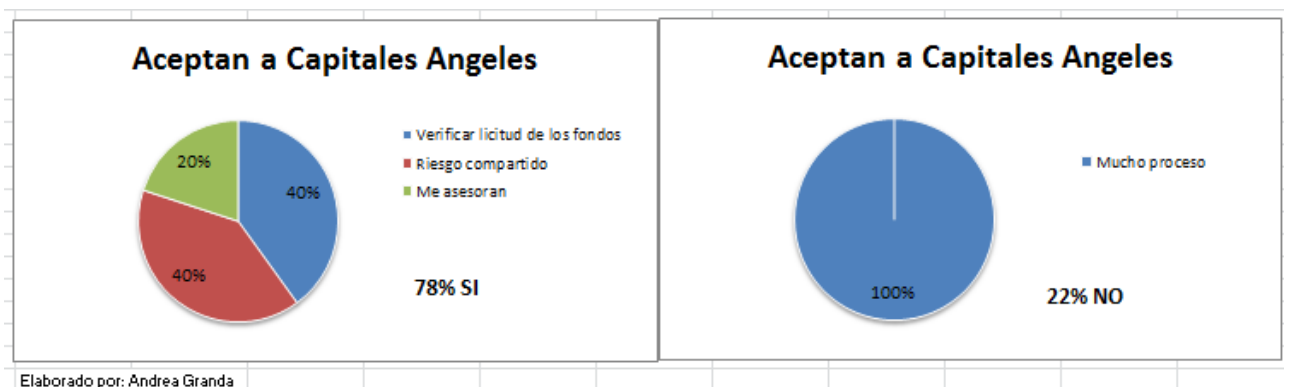 Aceptan a Capitales Angeles
20%
40%
40%
Verificar licitud de los fondos
Riesgo compartido
Me asesoran
78% SI
Aceptan a Capitales Angeles
100%
Mucho proceso
22% NO
Elaborado por: Andrea Granda